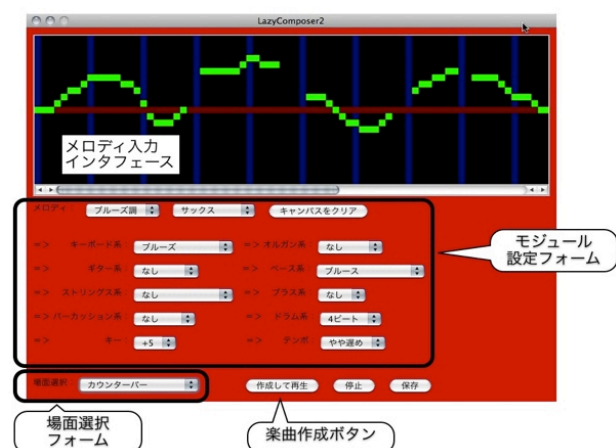 LazyComposer2
メロディ入力
インタフェース
メロディ: ブルーズ調 サックス キャンバスをクリア
=> キーボード系: ブルーズ => オルガン系: なし
=> ギター系: なし => ベース系: ブルース
=> ストリングス系: なし => ブラス系: なし
=> パーカッション系: なし => ドラム系: 4ビート
=> キー +5 => テンポ やや遅め
モジュール
設定フォーム
場面選択: カウンターバー 作成して再生 停止 保存
場面選択
フォーム
楽曲作成ボタン